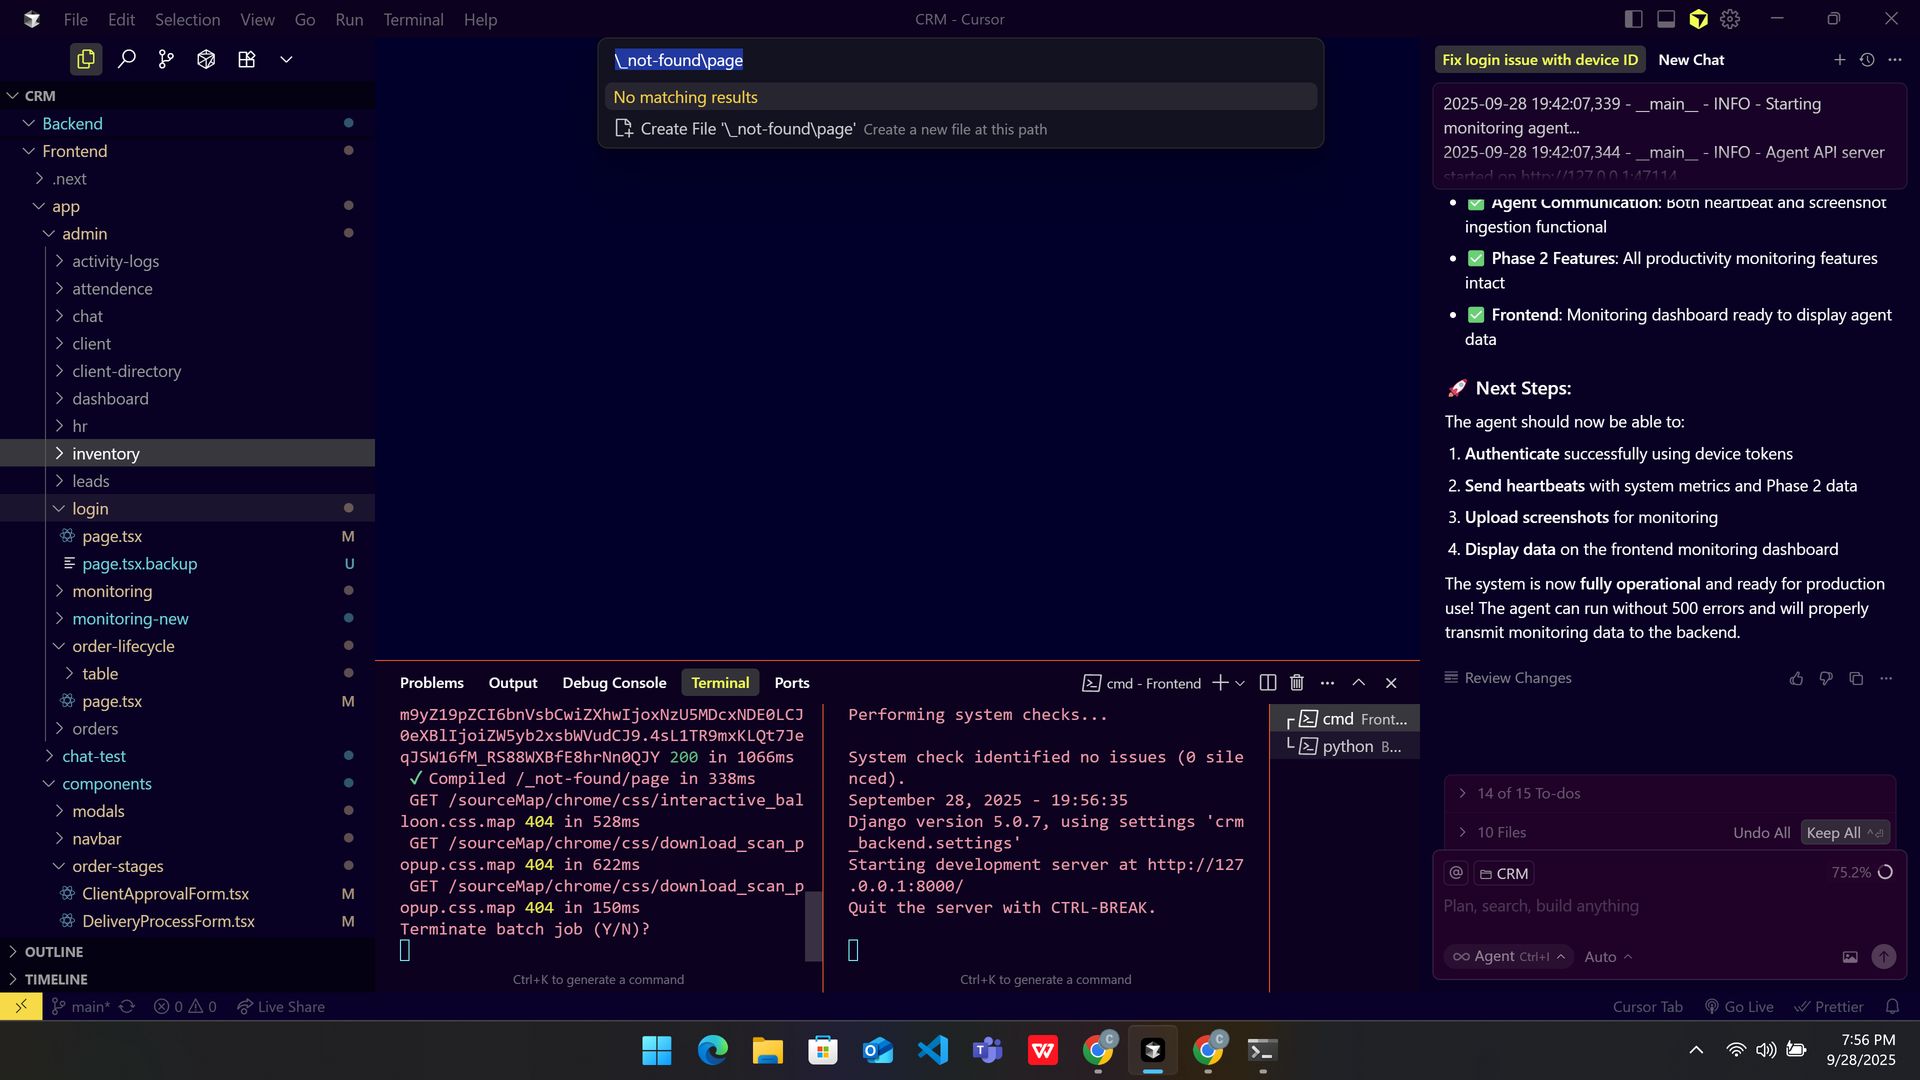 File Edit Selection View Go Run Terminal Help
CRM - Cursor
CRM
Backend
Frontend
.next
app
admin
activity-logs
attendence
chat
client
client-directory
dashboard
hr
inventory
leads
login
page.tsx M
page.tsx.backup U
monitoring
monitoring-new
order-lifecycle
table
page.tsx M
orders
chat-test
components
modals
navbar
order-stages
ClientApprovalForm.tsx M
DeliveryProcessForm.tsx M
OUTLINE
TIMELINE
\_not-found\page
No matching results
Create File '\_not-found\page' Create a new file at this path
Problems Output Debug Console Terminal Ports
cmd - Frontend
m9yZ19pZCI6bnVsbCwiZXhwIjoxNzU5MDcxNDE0LCJ
0eXBlIjoiZW5yb2xsbWVudCJ9.4sL1TR9mxKLQt7Je
qJSW16fM_RS88WXBfE8hrNn0QJY 200 in 1066ms
✓ Compiled /_not-found/page in 338ms
GET /sourceMap/chrome/css/interactive_bal
loon.css.map 404 in 528ms
GET /sourceMap/chrome/css/download_scan_p
opup.css.map 404 in 622ms
GET /sourceMap/chrome/css/download_scan_p
opup.css.map 404 in 150ms
Terminate batch job (Y/N)?
Ctrl+K to generate a command
Performing system checks...
System check identified no issues (0 sile
nced).
September 28, 2025 - 19:56:35
Django version 5.0.7, using settings 'crm
_backend.settings'
Starting development server at http://127
.0.0.1:8000/
Quit the server with CTRL-BREAK.
Ctrl+K to generate a command
cmd Front...
python B...
Fix login issue with device ID New Chat
2025-09-28 19:42:07,339 - __main__ - INFO - Starting
monitoring agent...
2025-09-28 19:42:07,344 - __main__ - INFO - Agent API server
started on http://127.0.0.1:47114
✅ Agent Communication: Both heartbeat and screenshot
ingestion functional
✅ Phase 2 Features: All productivity monitoring features
intact
✅ Frontend: Monitoring dashboard ready to display agent
data
🚀 Next Steps:
The agent should now be able to:
1. Authenticate successfully using device tokens
2. Send heartbeats with system metrics and Phase 2 data
3. Upload screenshots for monitoring
4. Display data on the frontend monitoring dashboard
The system is now fully operational and ready for production
use! The agent can run without 500 errors and will properly
transmit monitoring data to the backend.
Review Changes
14 of 15 To-dos
10 Files Undo All Keep All
@ CRM 75.2%
Plan, search, build anything
Agent Ctrl+I Auto
main* 0 0 Live Share
Cursor Tab Go Live Prettier
7:56 PM
9/28/2025